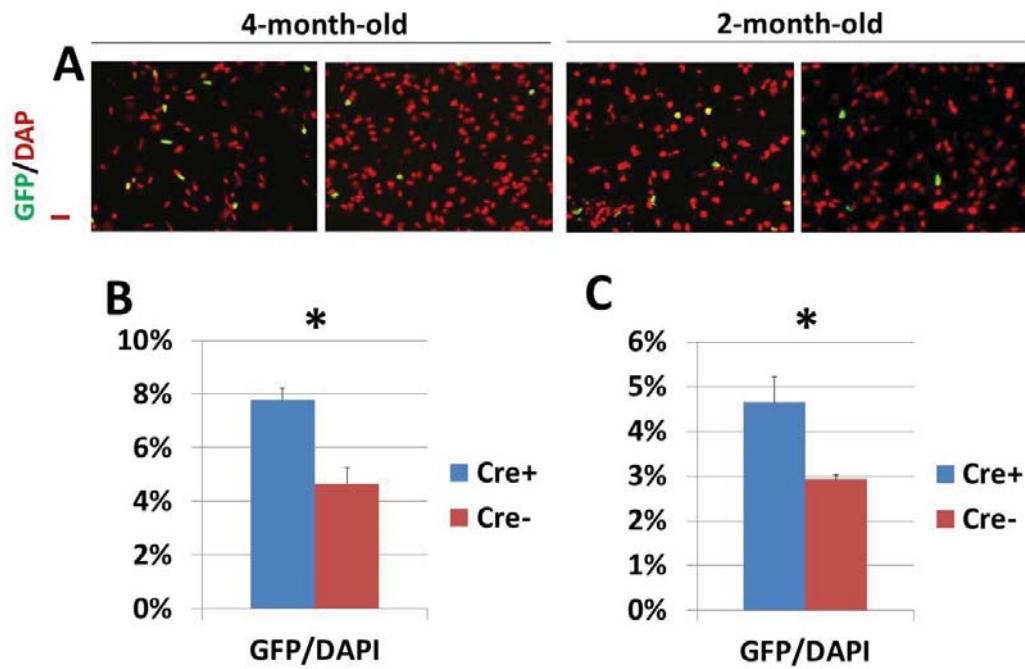 4-month-old
2-month-old
A
GFP/DAP
B
*
10%
8%
6%
4%
2%
0%
Cre+
Cre-
GFP/DAPI
C
*
6%
5%
4%
3%
2%
1%
0%
Cre+
Cre-
GFP/DAPI